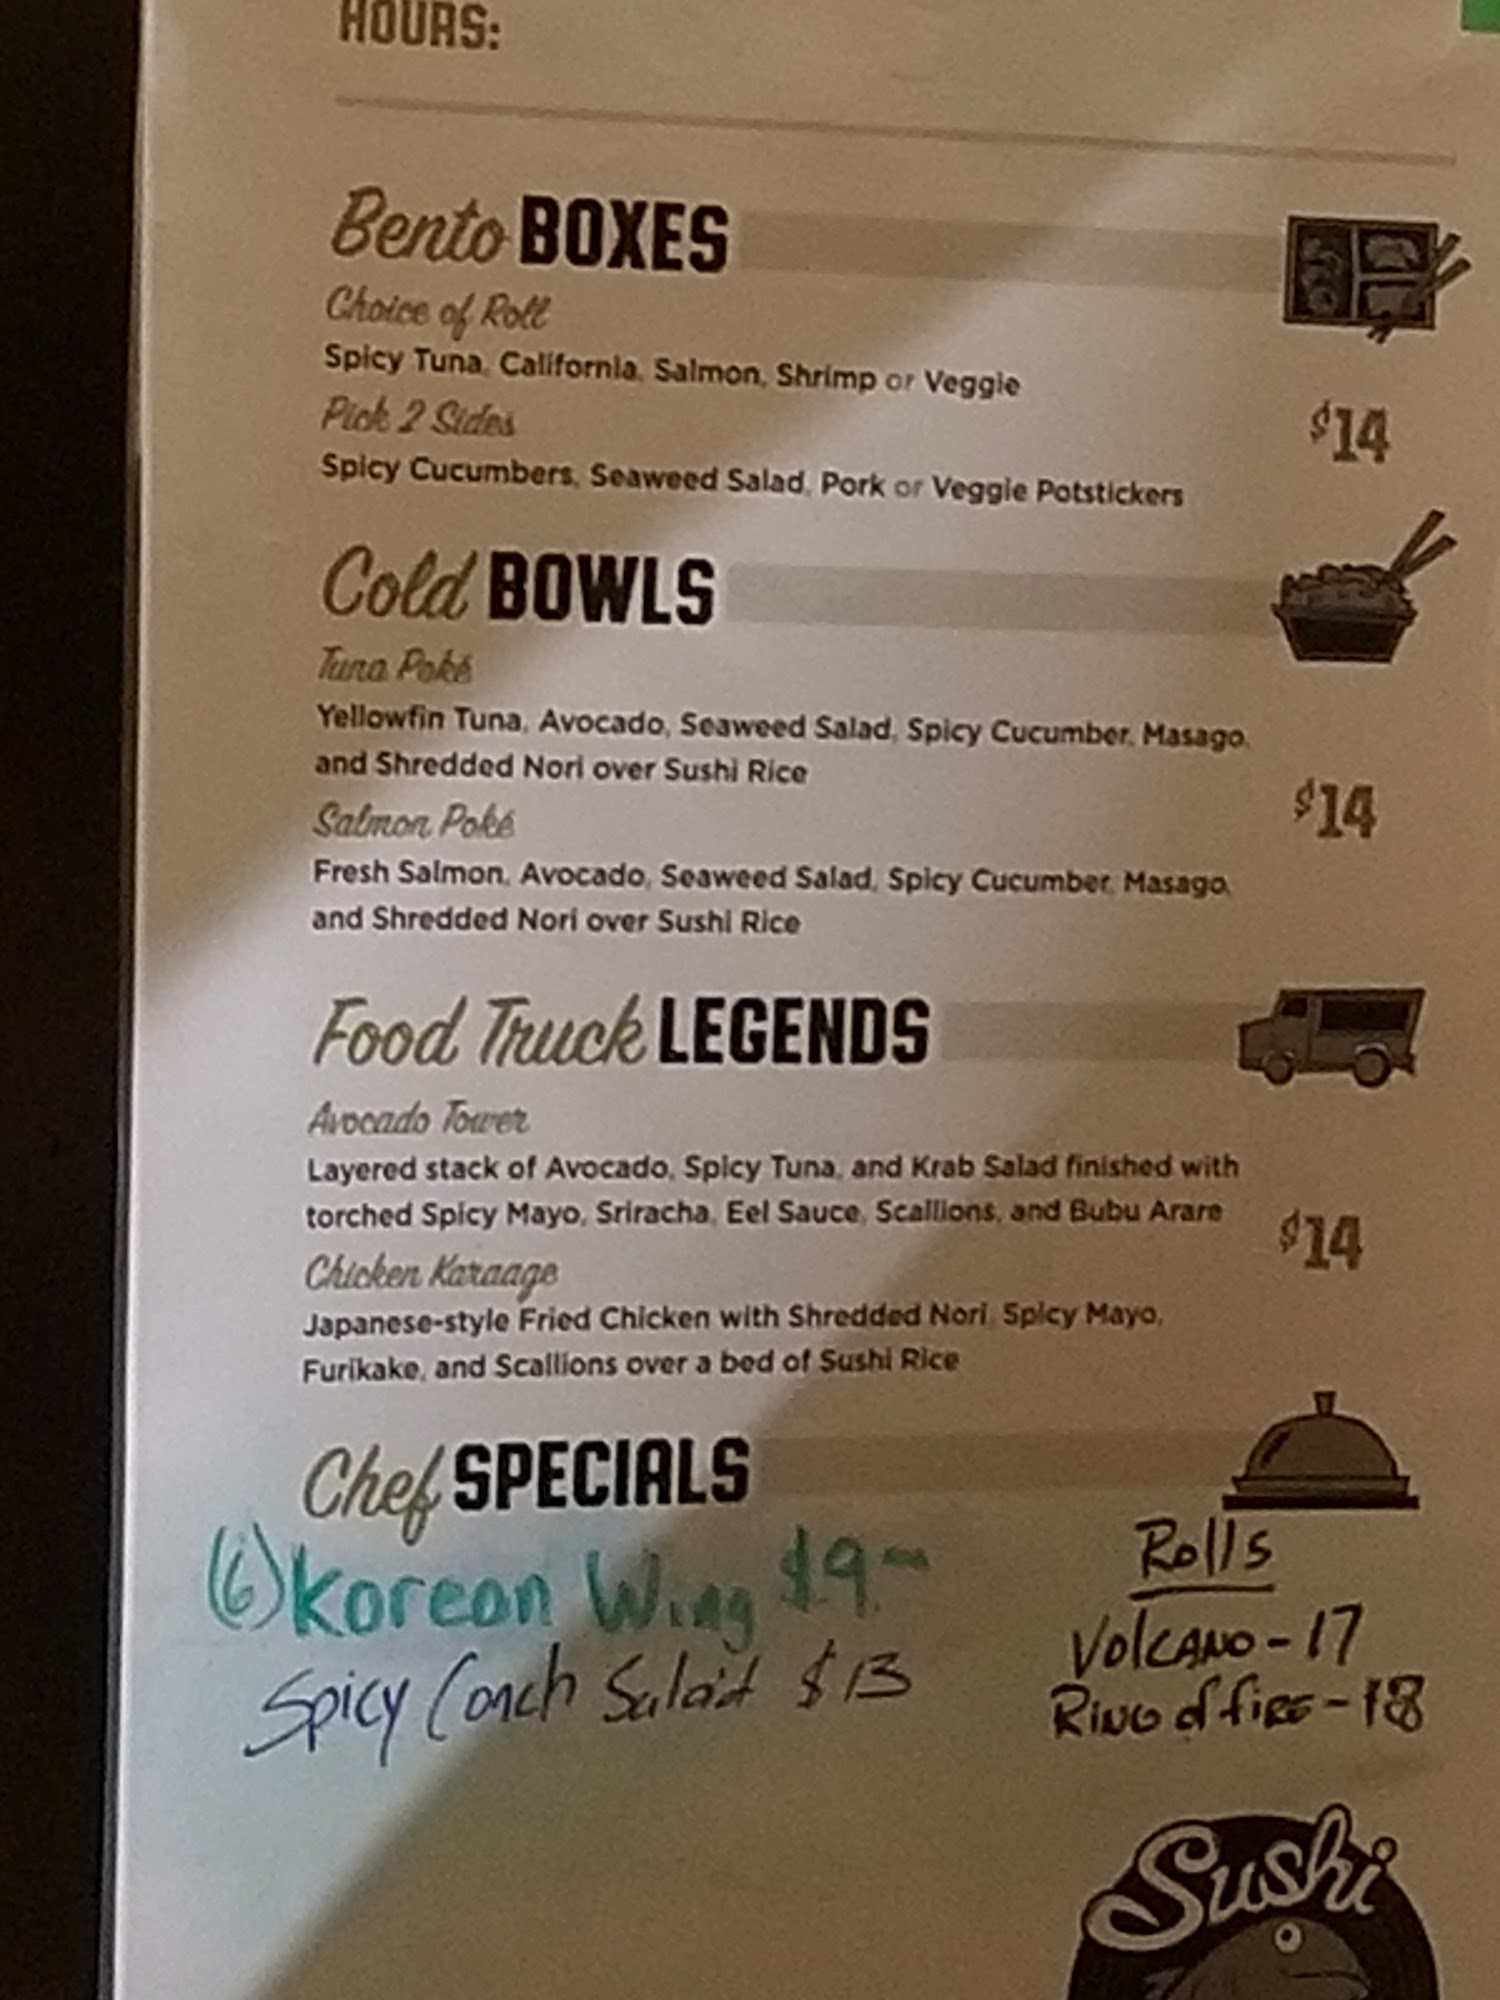 HOURS:
Bento BOXES
Choice of Roll
Spicy Tuna, California, Salmon, Shrimp or Veggie
Pick 2 Sides
$14
Spicy Cucumbers, Seaweed Salad, Pork or Veggie Potstickers
Cold BOWLS
Tuna Poké
Yellowfin Tuna, Avocado, Seaweed Salad, Spicy Cucumber, Masago,
and Shredded Nori over Sushi Rice
$14
Salmon Poké
Fresh Salmon, Avocado, Seaweed Salad, Spicy Cucumber, Masago,
and Shredded Nori over Sushi Rice
Food Truck LEGENDS
Avocado Tower
Layered stack of Avocado, Spicy Tuna, and Krab Salad finished with
torched Spicy Mayo, Sriracha, Eel Sauce, Scallions, and Bubu Arare
$14
Chicken Karaage
Japanese-style Fried Chicken with Shredded Nori, Spicy Mayo,
Furikake, and Scallions over a bed of Sushi Rice
Chef SPECIALS
(6) Korean Wing $9.
Spicy Conch Salad $13
Rolls
Volcano - 17
Ring of fire - 18
Sushi